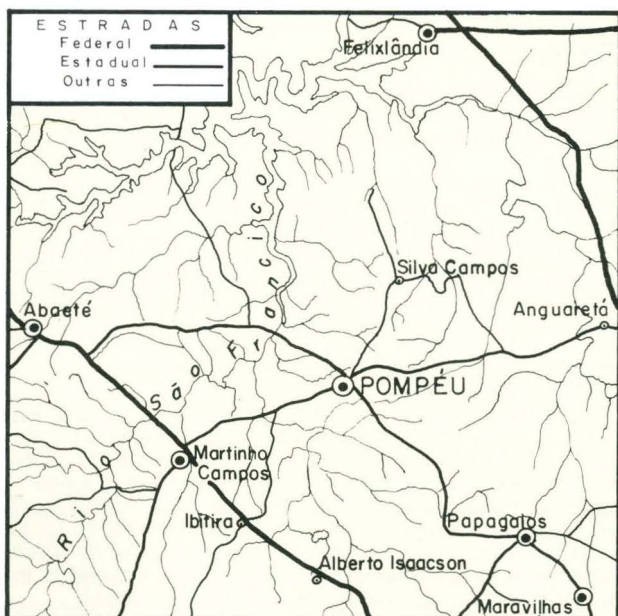 ESTRADAS
Federal
Estadual
Outras
Felixlândia
Silva Campos
Abaeté
Anguaretá
Rio São Francisco
POMPÉU
Martinho
Campos
Ibitira
Papagaios
Alberto Isaacson
Maravilhas